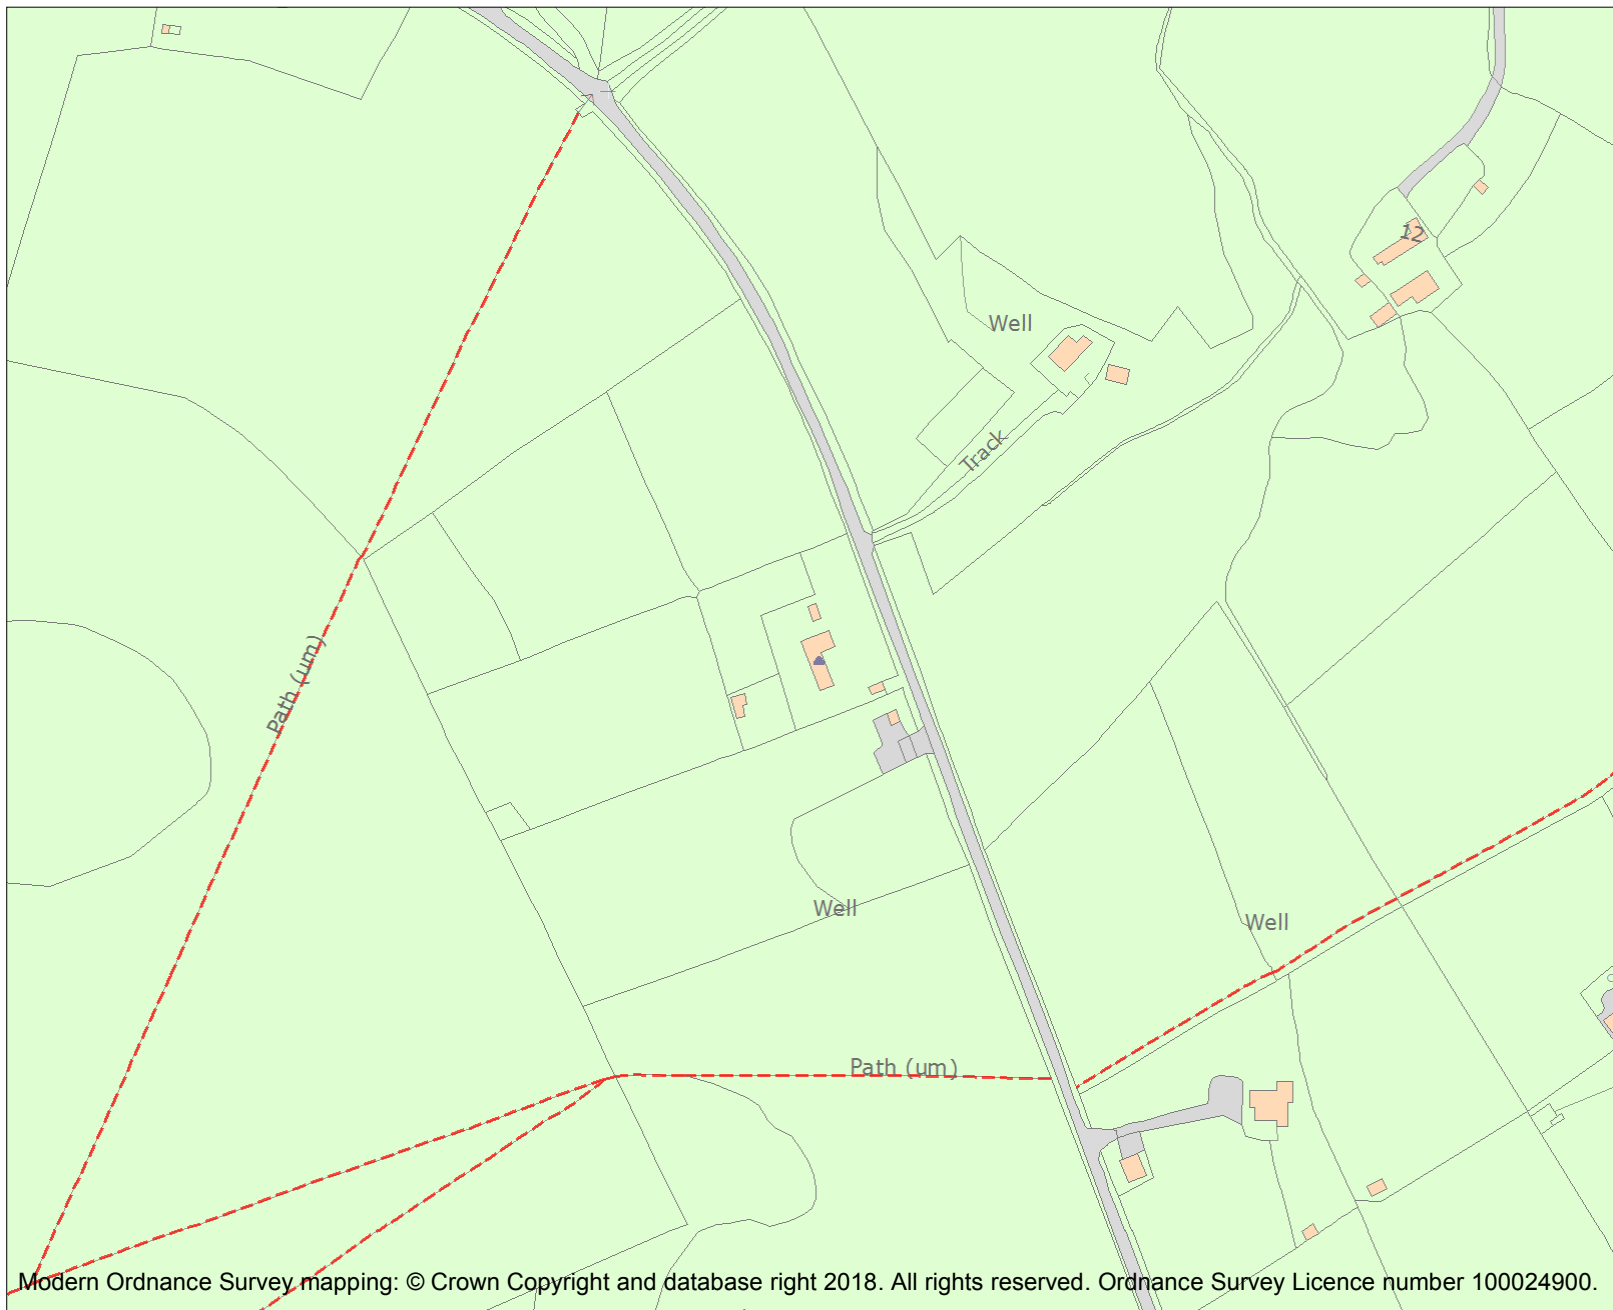 12
Well
Track
Path (um)
Well
Well
Path (um)
Modern Ordnance Survey mapping: © Crown Copyright and database right 2018. All rights reserved. Ordnance Survey Licence number 100024900.